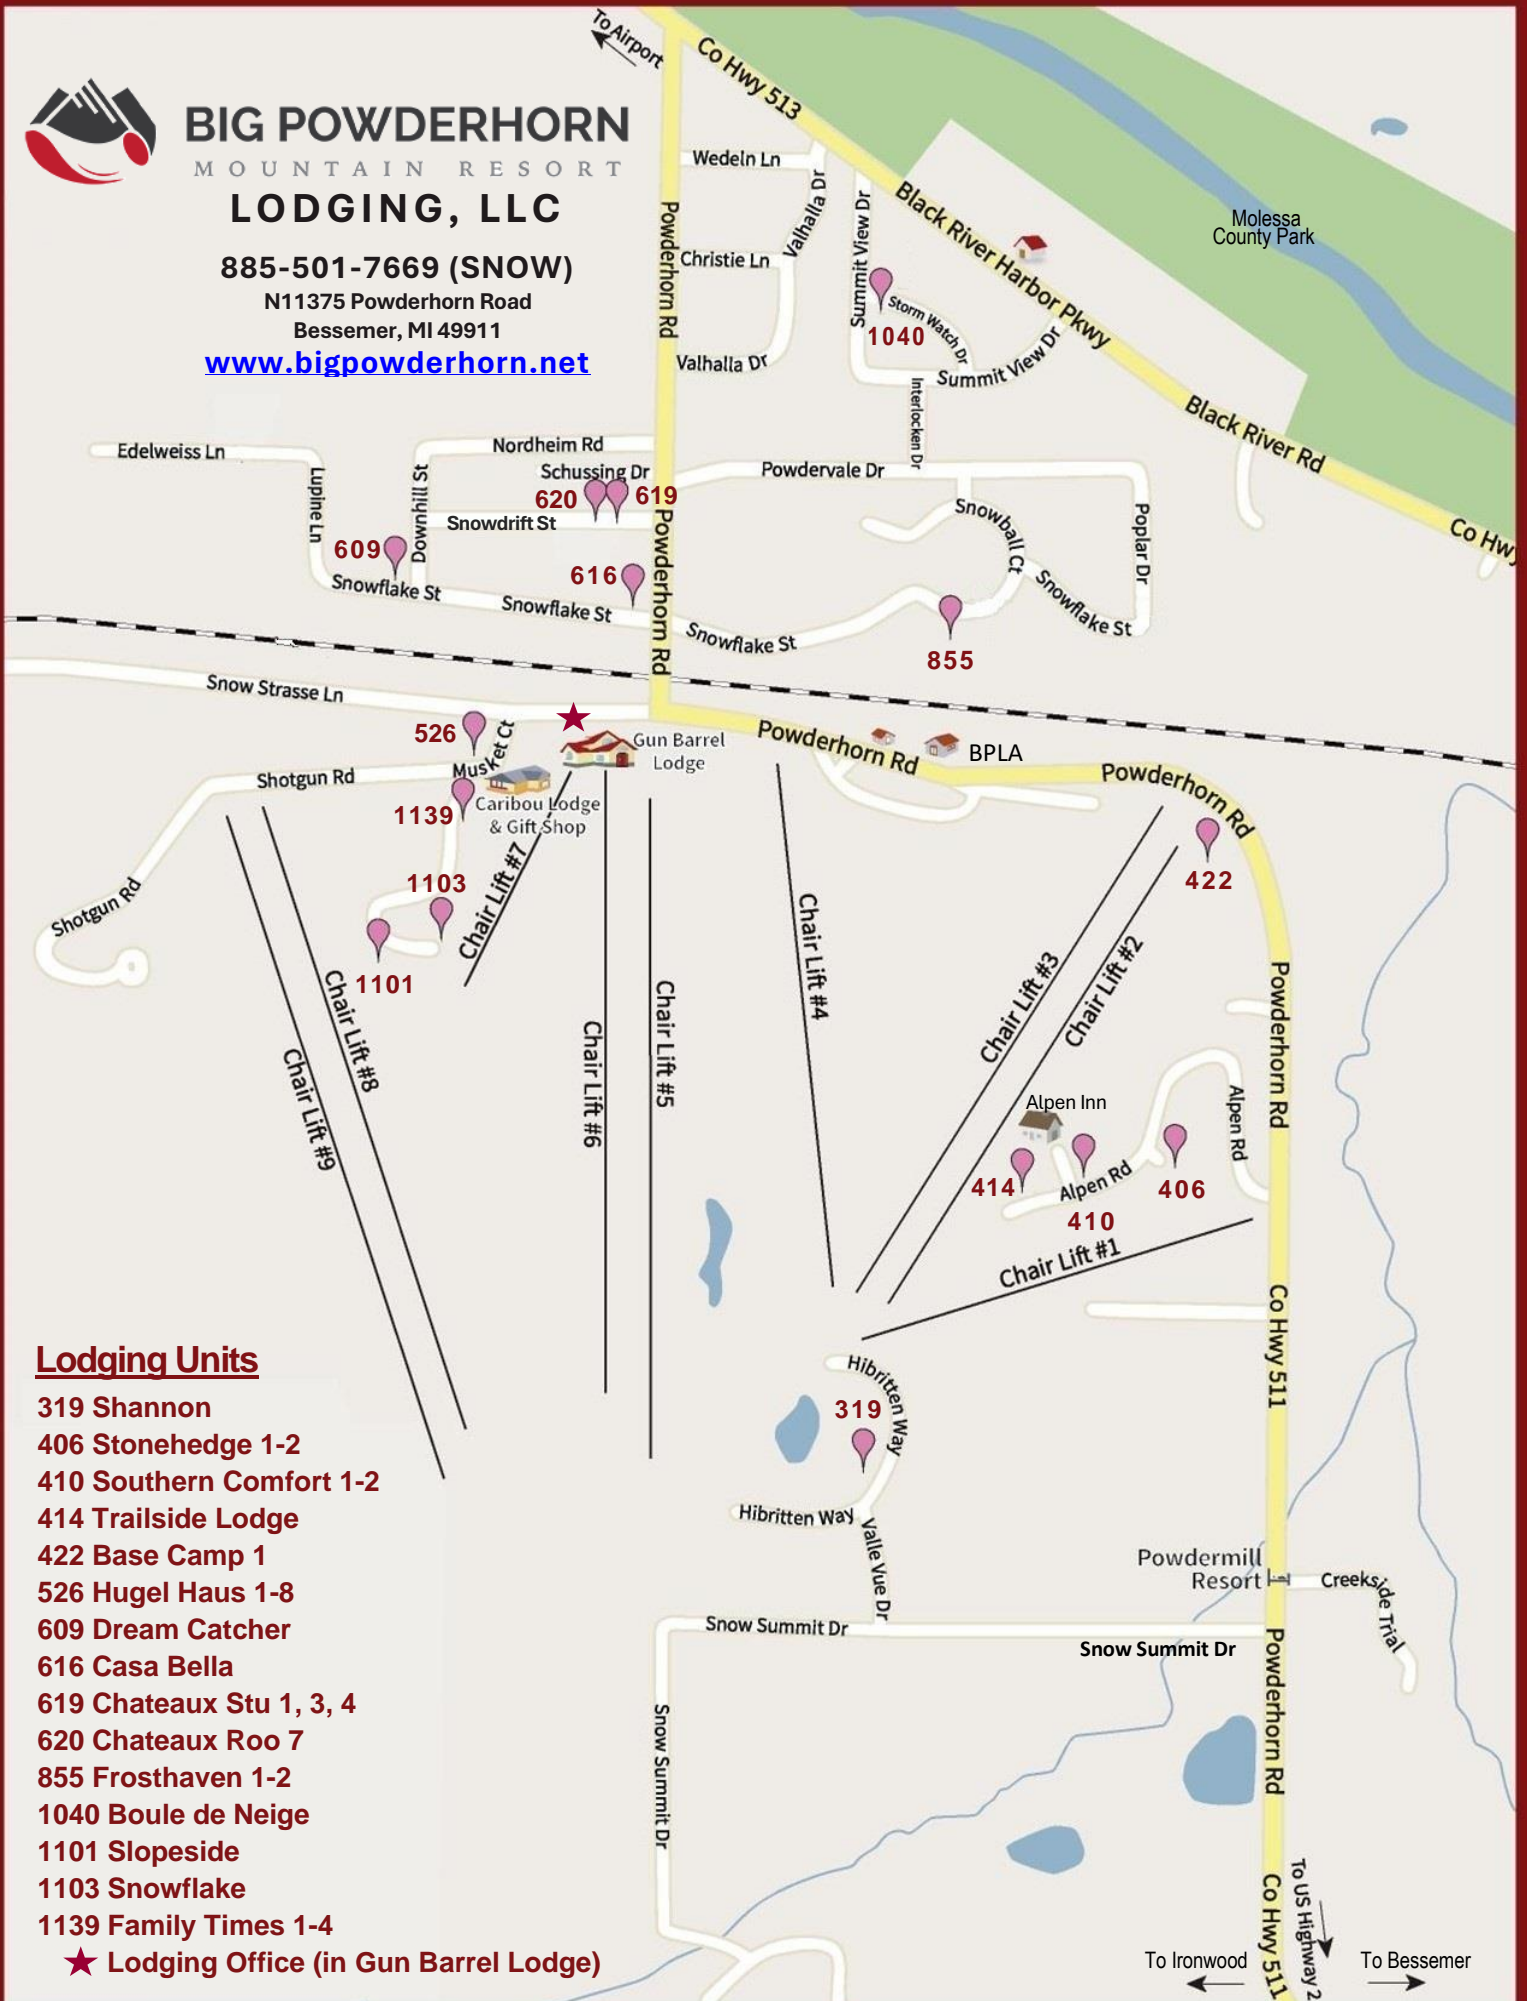 To Airport
Co Hwy 513
BIG POWDERHORN
MOUNTAIN RESORT
LODGING, LLC
885-501-7669 (SNOW)
N11375 Powderhorn Road
Bessemer, MI 49911
www.bigpowderhorn.net
Wedeln Ln
Valhalla Dr
Powderhorn Rd
Christie Ln
Valhalla Dr
Summit View Dr
Black River Harbor Pkwy
Molessa
County Park
Storm Watch Dr
1040
Summit View Dr
Interlocken Dr
Black River Rd
Co Hwy
Edelweiss Ln
Lupine Ln
Downhill St
Nordheim Rd
Schussing Dr
620
619
Snowdrift St
Powdervale Dr
Snowball Ct
Poplar Dr
609
616
Powderhorn Rd
Snowflake St
Snowflake St
Snowflake St
Snowflake St
855
Snow Strasse Ln
526
Musket Ct
Gun Barrel
Lodge
Powderhorn Rd
BPLA
Powderhorn Rd
Shotgun Rd
1139
Caribou Lodge
& Gift Shop
422
1103
Chair Lift #7
Shotgun Rd
1101
Chair Lift #8
Chair Lift #9
Chair Lift #6
Chair Lift #5
Chair Lift #4
Chair Lift #3
Chair Lift #2
Powderhorn Rd
Alpen Inn
Alpen Rd
414
Alpen Rd
406
410
Chair Lift #1
Co Hwy 511
Hibritten Way
319
Hibritten Way
Valle Vue Dr
Powdermill
Resort
Creekside Trial
Snow Summit Dr
Snow Summit Dr
Powderhorn Rd
Snow Summit Dr
Co Hwy 511
To US Highway 2
To Ironwood
To Bessemer
Lodging Units
319 Shannon
406 Stonehedge 1-2
410 Southern Comfort 1-2
414 Trailside Lodge
422 Base Camp 1
526 Hugel Haus 1-8
609 Dream Catcher
616 Casa Bella
619 Chateaux Stu 1, 3, 4
620 Chateaux Roo 7
855 Frosthaven 1-2
1040 Boule de Neige
1101 Slopeside
1103 Snowflake
1139 Family Times 1-4
Lodging Office (in Gun Barrel Lodge)